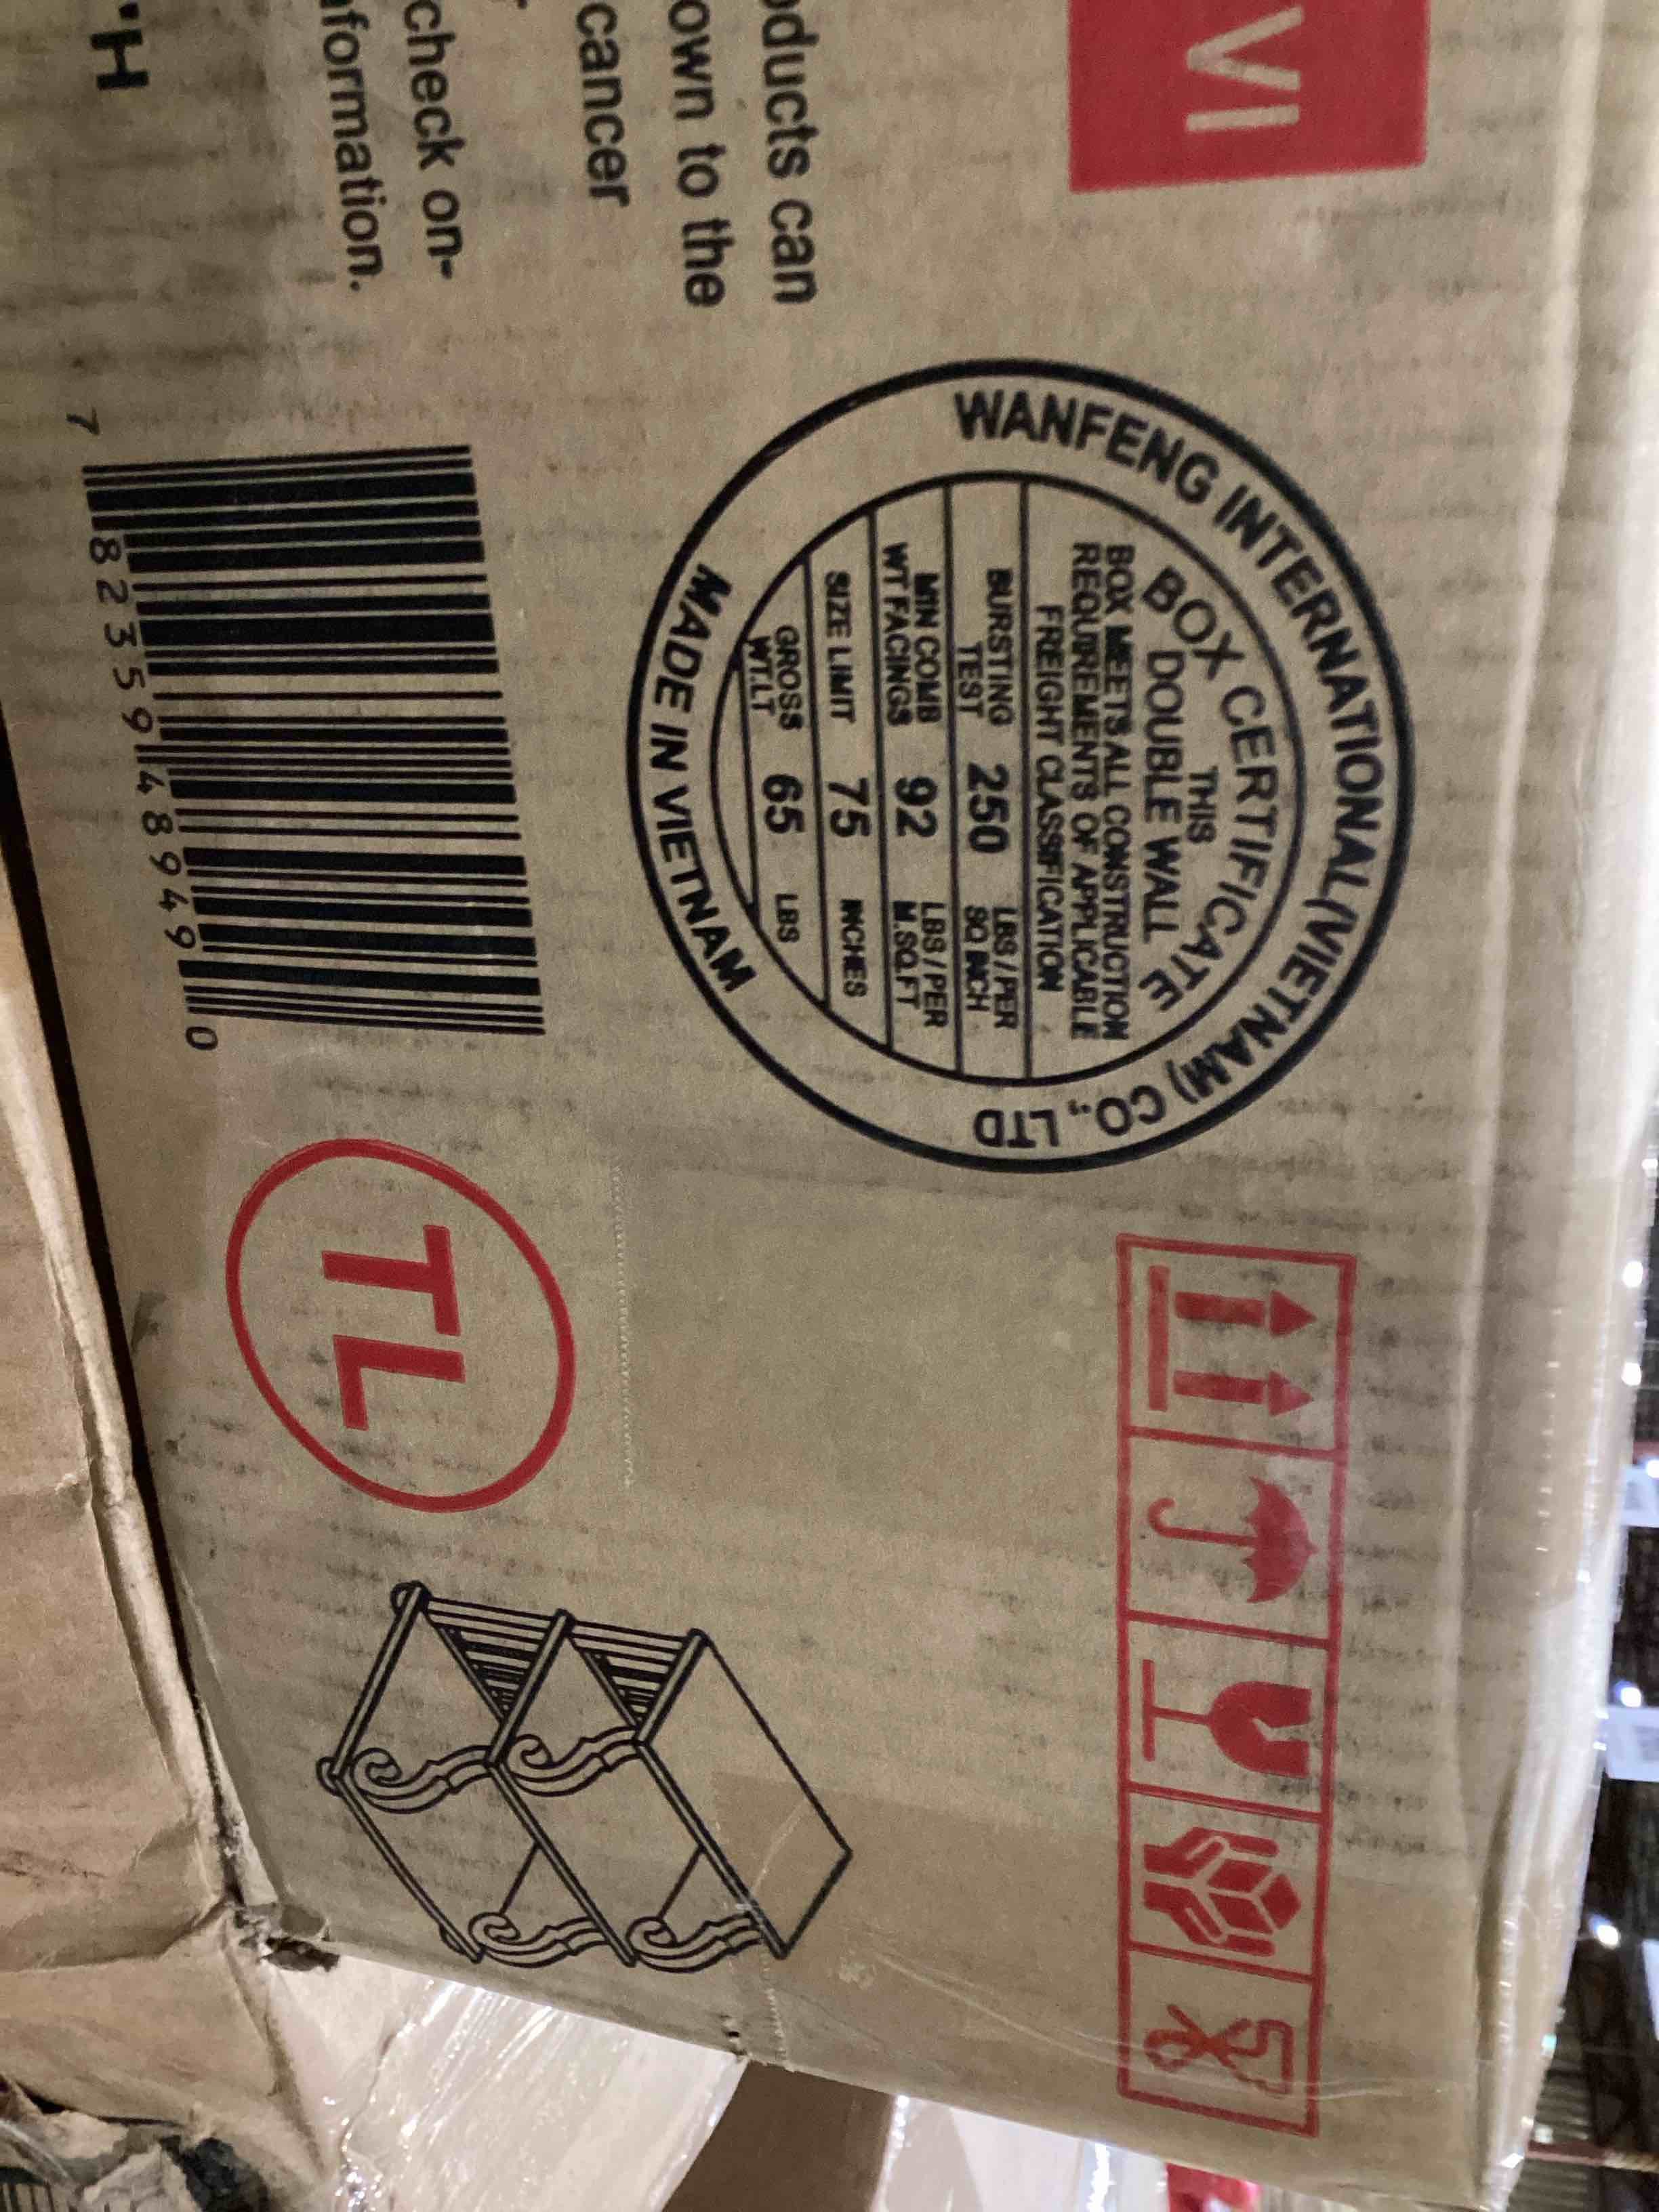 VI
oducts can
own to the
cancer
check on-
formation.
'H
WANFENG INTERNATIONAL(VIETNAM) CO., LTD
BOX CERTIFICATE
THIS
DOUBLE WALL
BOX MEETS ALL CONSTRUCTION
REQUIREMENTS OF APPLICABLE
FREIGHT CLASSIFICATION
BURSTING TEST 250 LBS/PER SQ INCH
MIN COMB WT FACINGS 92 LBS/PER M.SQ.FT
SIZE LIMIT 75 INCHES
GROSS WT.LT 65 LBS
MADE IN VIETNAM
7 82359 48949 0
TL